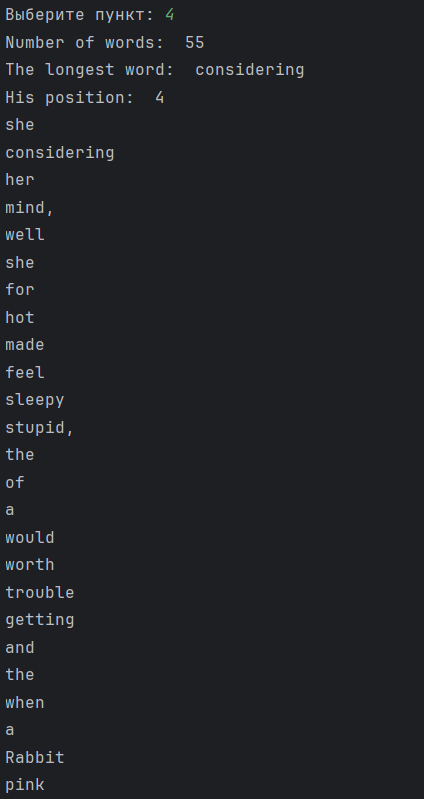 Выберите пункт: 4
Number of words:  55
The longest word:  considering
His position:  4
she
considering
her
mind,
well
she
for
hot
made
feel
sleepy
stupid,
the
of
a
would
worth
trouble
getting
and
the
when
a
Rabbit
pink